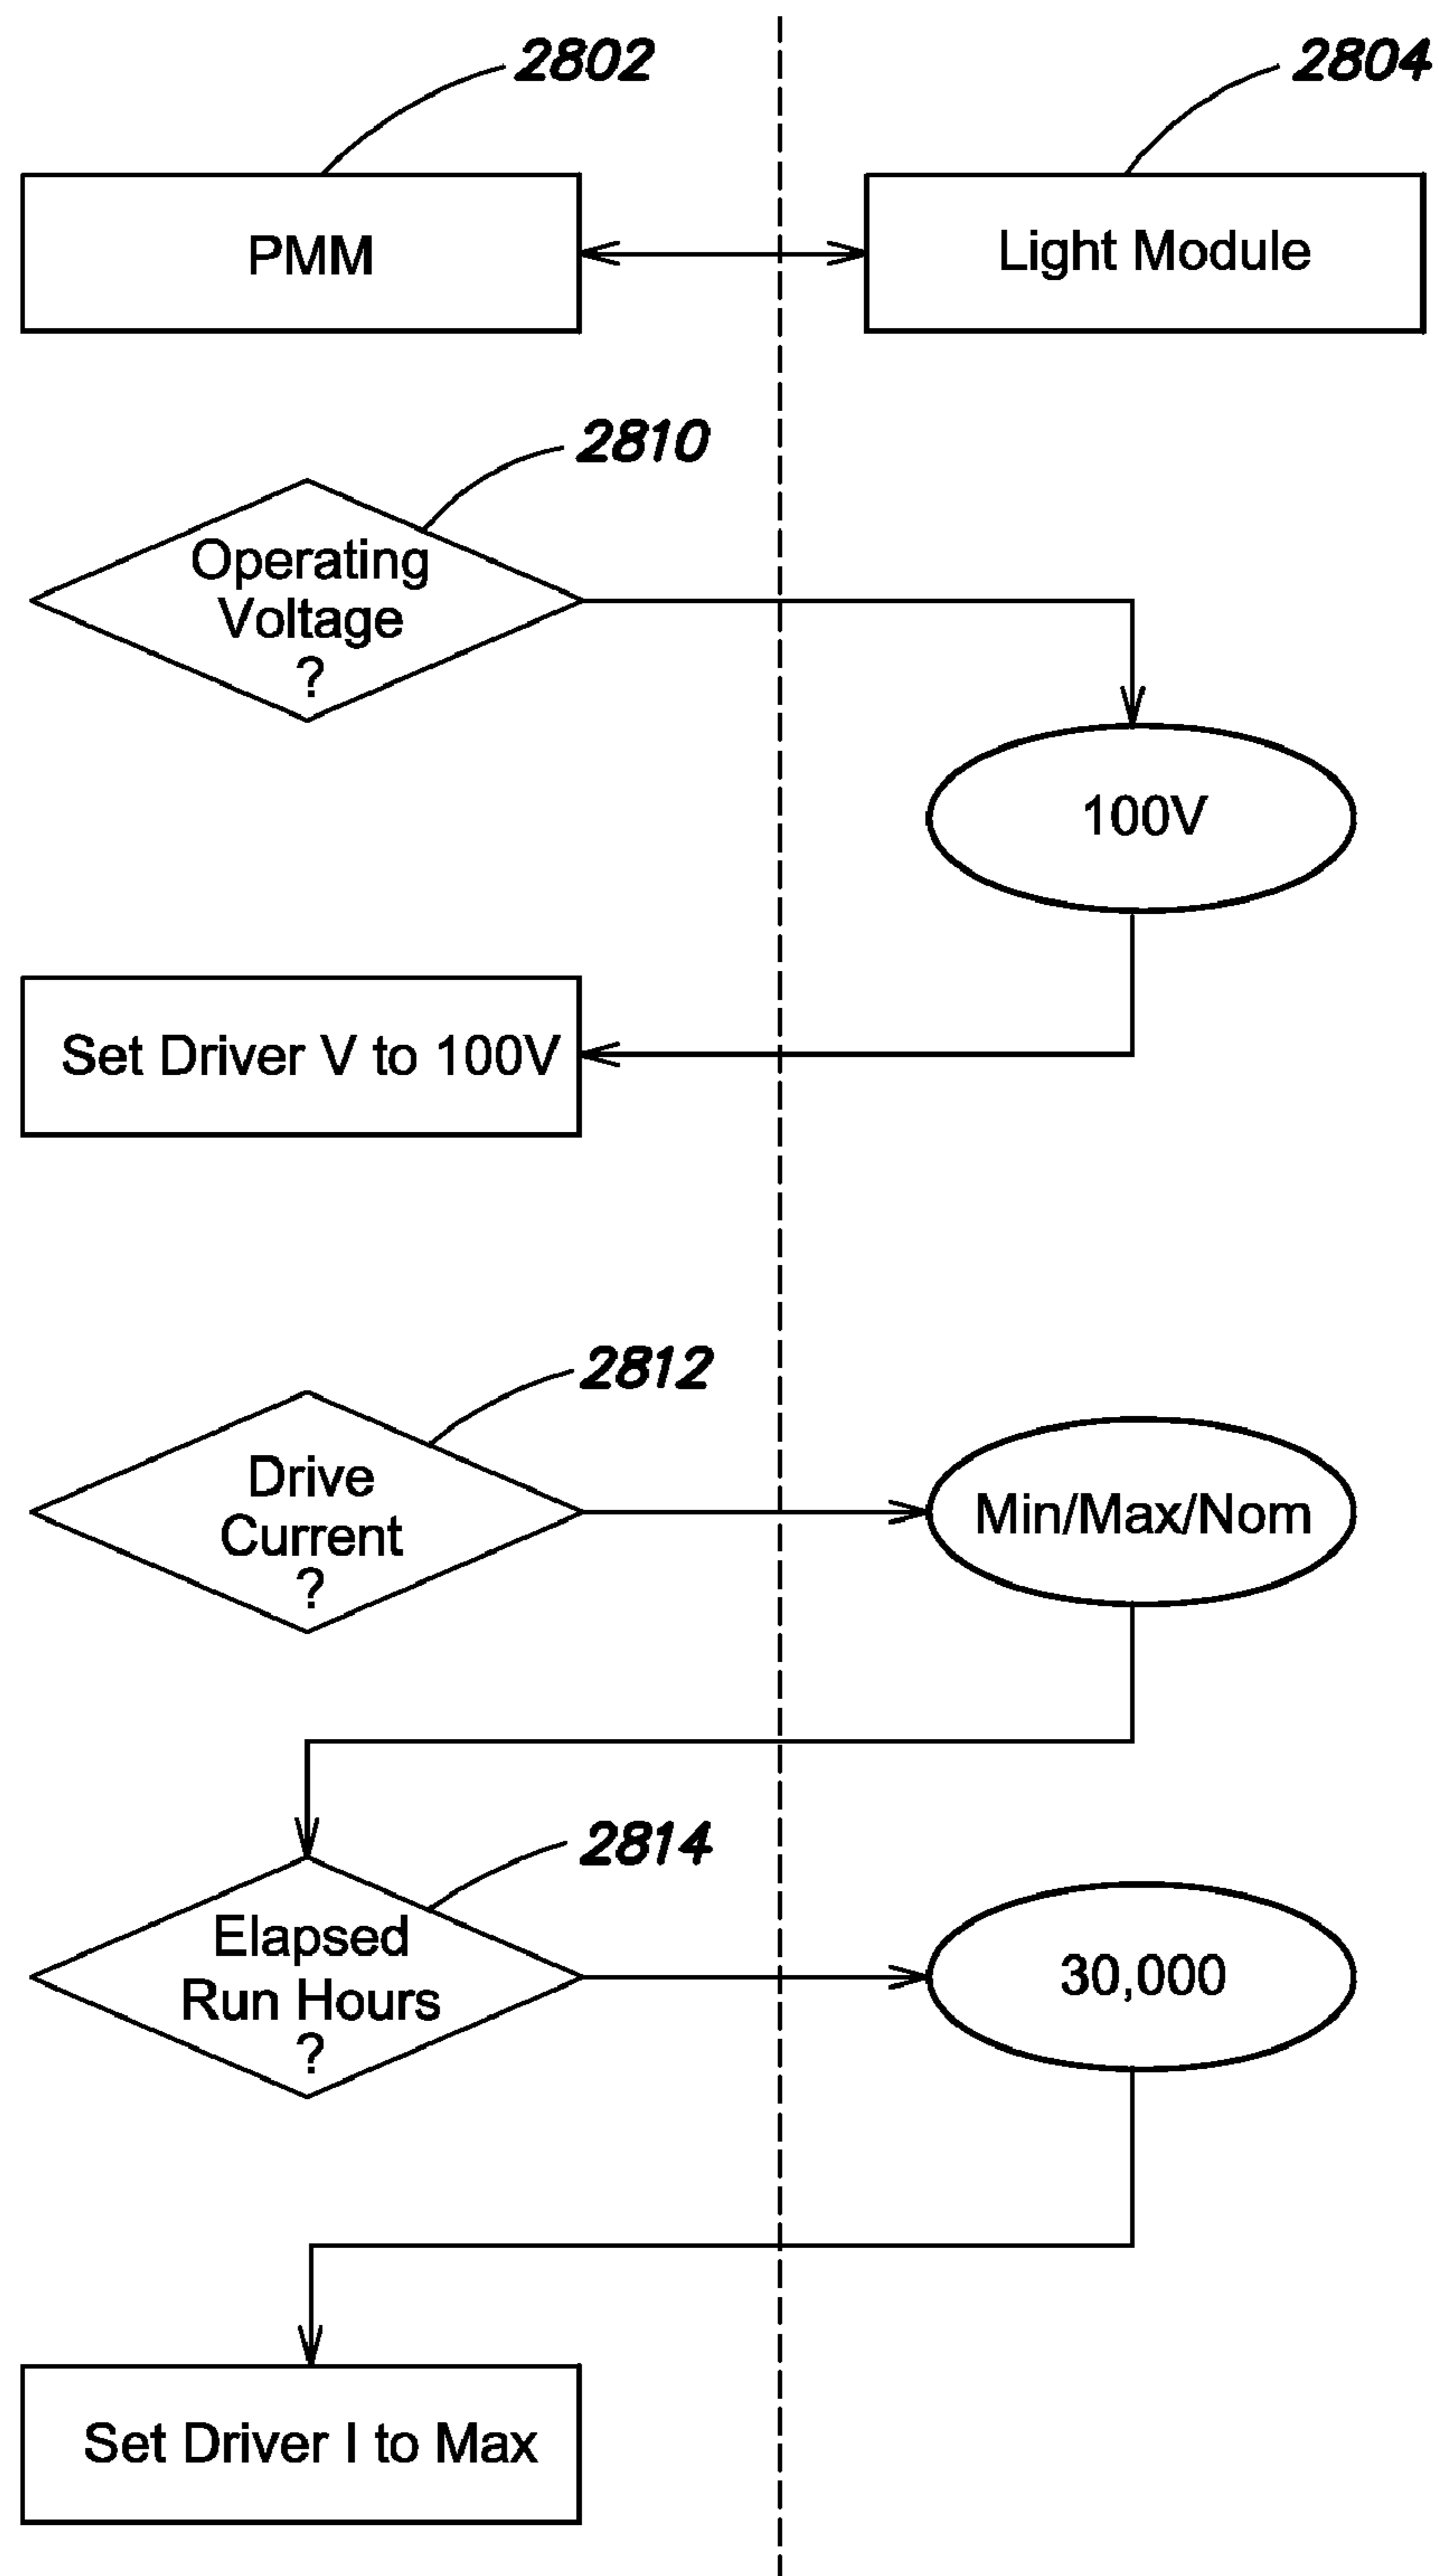 2802
2804
PMM
Light Module
2810
Operating
Voltage
?
100V
Set Driver V to 100V
2812
Drive
Current
?
Min/Max/Nom
2814
Elapsed
Run Hours
?
30,000
Set Driver I to Max